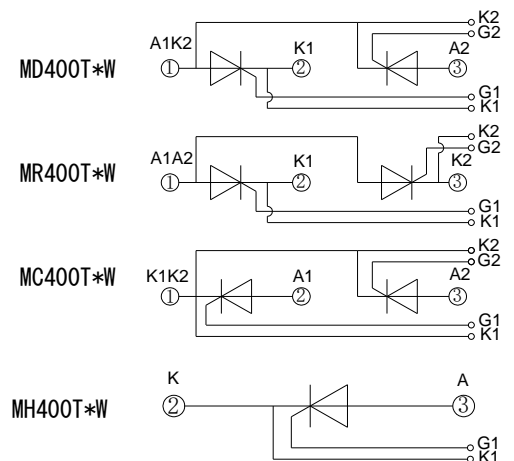 K2
G2
A1K2 K1 A2
MD400T*W ① ② ③
G1
K1
K2
G2
A1A2 K1 K2
MR400T*W ① ② ③
G1
K1
K2
G2
K1K2 A1 A2
MC400T*W ① ② ③
G1
K1
K A
MH400T*W ② ③
G1
K1